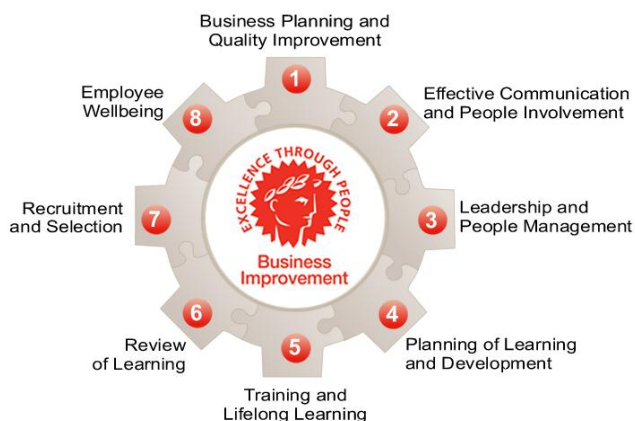 Business Planning and
Quality Improvement
1
Effective Communication
and People Involvement
2
Leadership and
People Management
3
Planning of Learning
and Development
4
Training and
Lifelong Learning
5
Review
of Learning
6
Recruitment
and Selection
7
Employee
Wellbeing
8
EXCELLENCE THROUGH PEOPLE
Business
Improvement